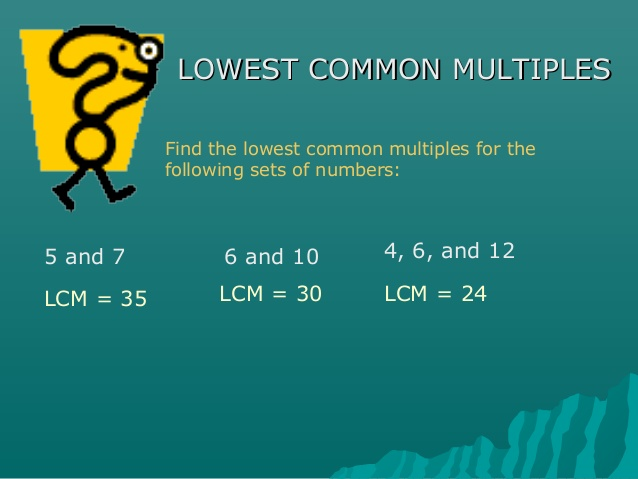 LOWEST COMMON MULTIPLES
Find the lowest common multiples for the
following sets of numbers:
5 and 7
LCM = 35
6 and 10
LCM = 30
4, 6, and 12
LCM = 24